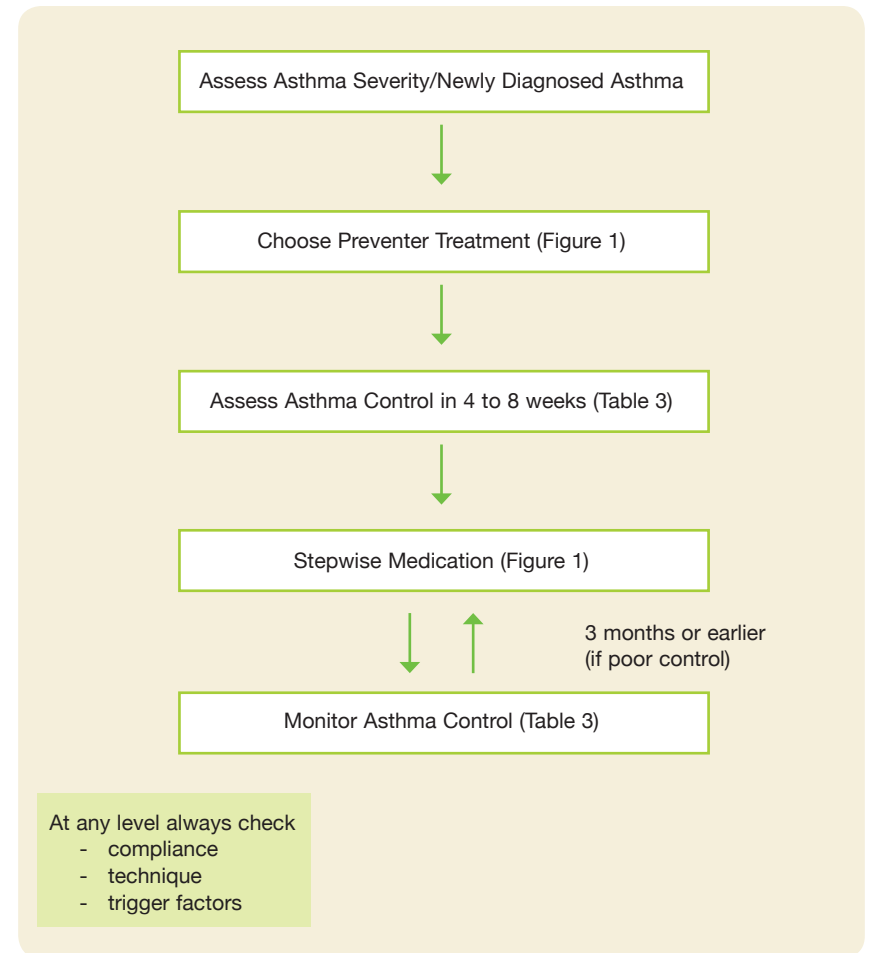 Assess Asthma Severity/Newly Diagnosed Asthma
Choose Preventer Treatment (Figure 1)
Assess Asthma Control in 4 to 8 weeks (Table 3)
Stepwise Medication (Figure 1)
3 months or earlier
(if poor control)
Monitor Asthma Control (Table 3)
At any level always check
- compliance
- technique
- trigger factors